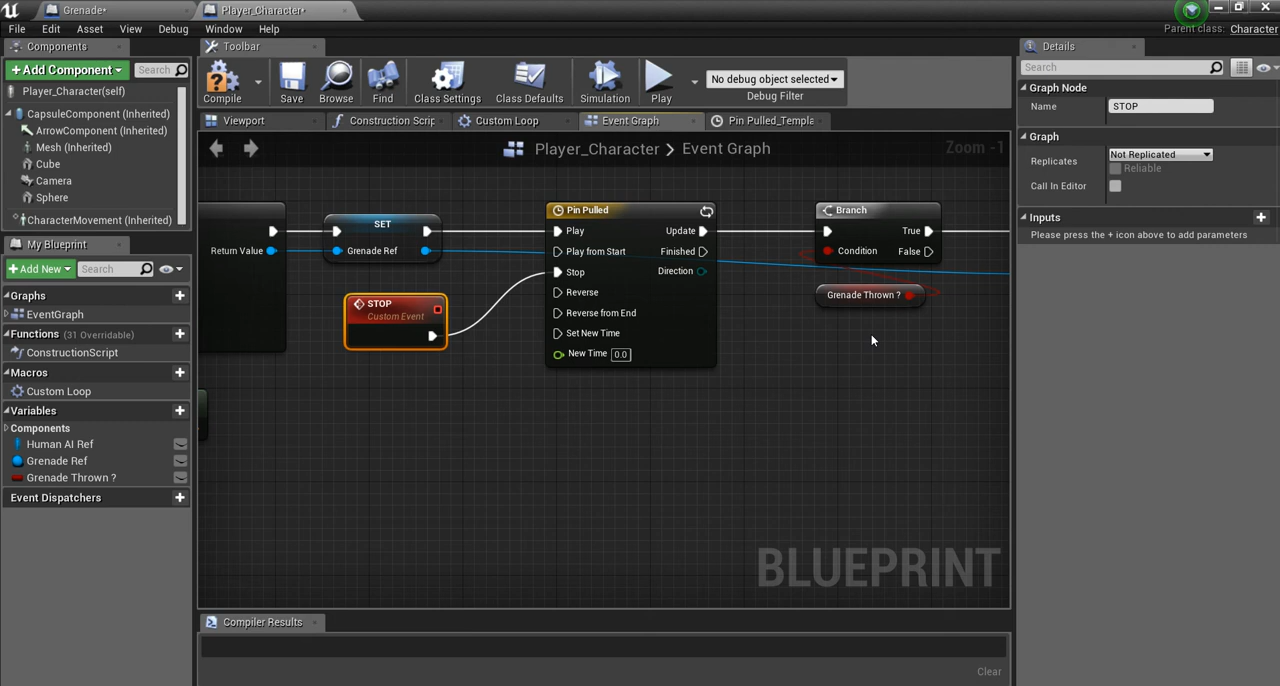 Grenade•
Player_Character•
File
Edit
Asset
View
Debug
Window
Help
Parent class:
Character
Components
+Add Component
Search
Player_Character(self)
CapsuleComponent (Inherited)
ArrowComponent (Inherited)
Mesh (Inherited)
Cube
Camera
Sphere
CharacterMovement (Inherited)
My Blueprint
+Add New
Search
Graphs
EventGraph
Functions (31 Overridable)
ConstructionScript
Macros
Custom Loop
Variables
Components
Human AI Ref
Grenade Ref
Grenade Thrown ?
Event Dispatchers
Toolbar
Compile
Save
Browse
Find
Class Settings
Class Defaults
Simulation
Play
No debug object selected
Debug Filter
Viewport
Construction Scrip
Custom Loop
Event Graph
Pin Pulled_Templa
Player_Character > Event Graph
Zoom -1
Return Value
SET
Grenade Ref
STOP
Custom Event
Pin Pulled
Play
Update
Play from Start
Finished
Stop
Direction
Reverse
Reverse from End
Set New Time
New Time 0.0
Branch
True
Condition
False
Grenade Thrown ?
BLUEPRINT
Compiler Results
Clear
Details
Search
Graph Node
Name
STOP
Graph
Replicates
Not Replicated
Reliable
Call In Editor
Inputs
Please press the + icon above to add parameters